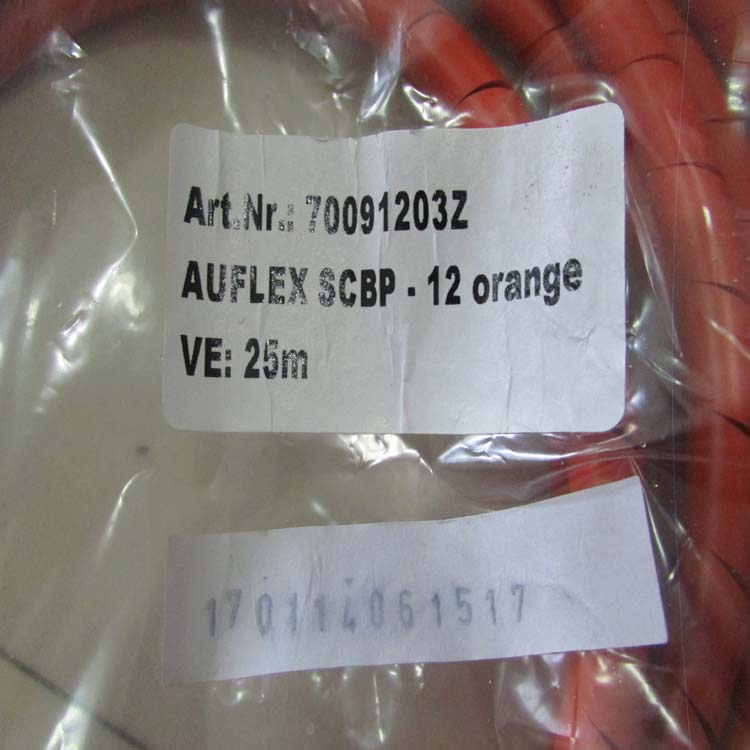 Art.Nr.: 70091203Z
AUFLEX SCBP - 12 orange
VE: 25m
170114061517